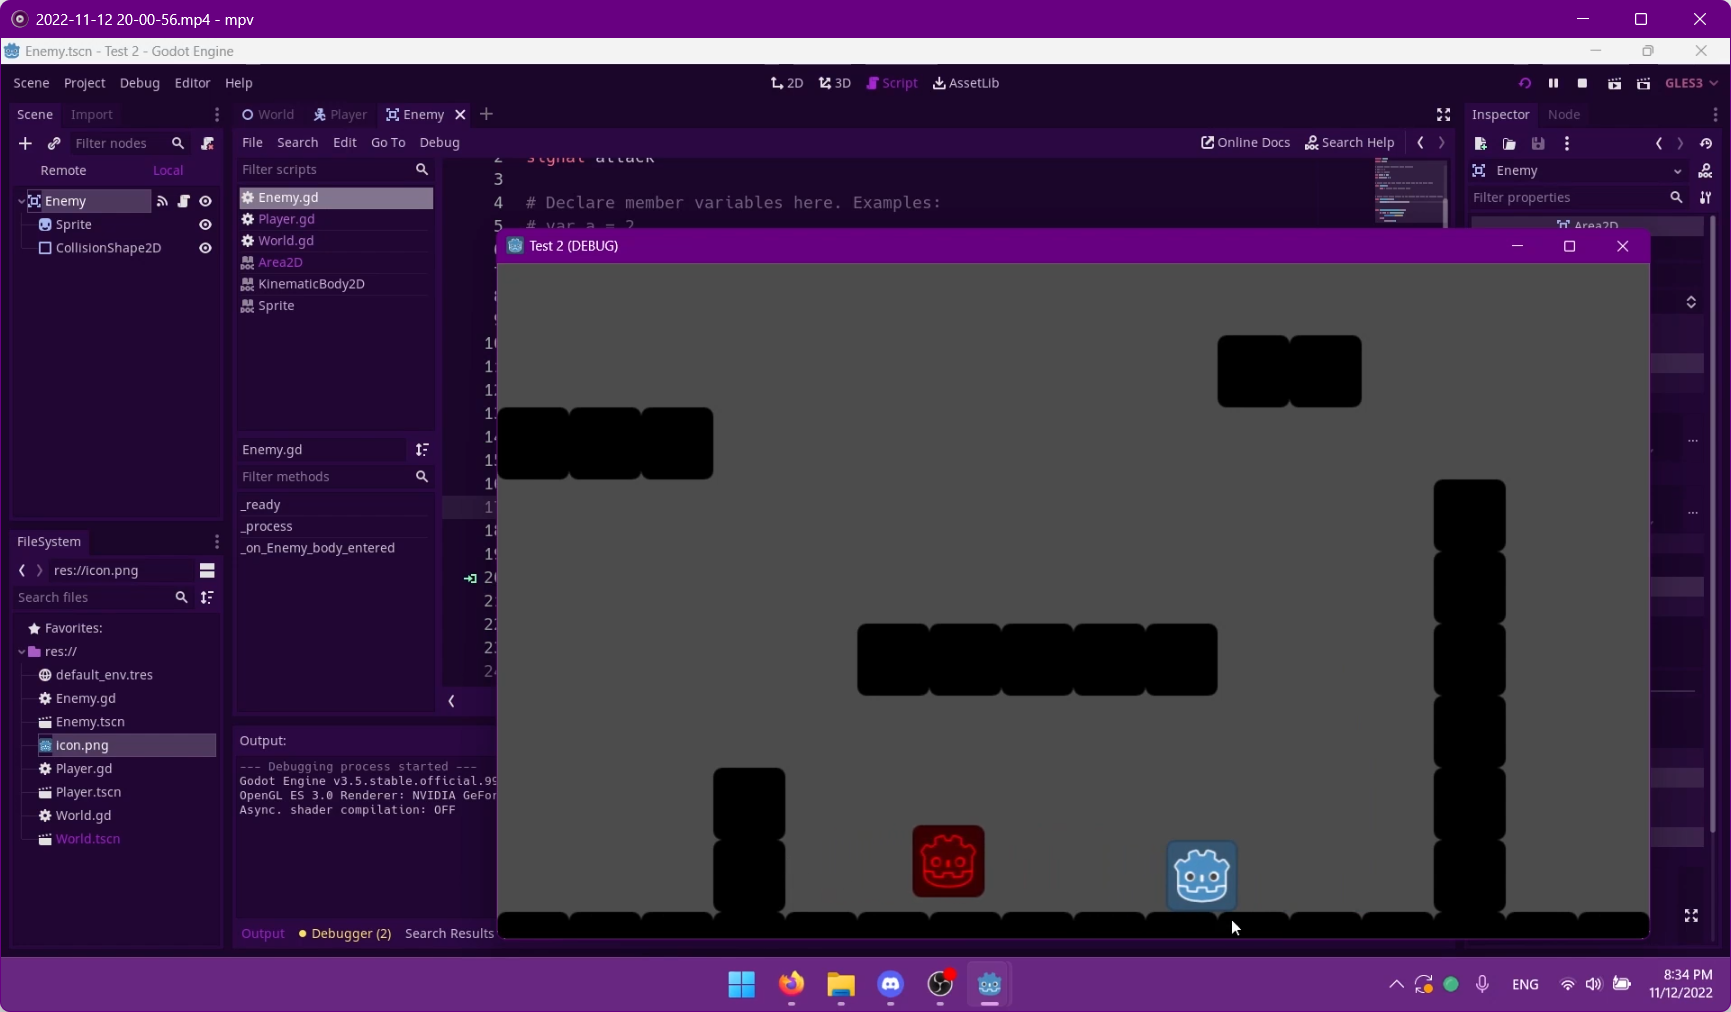 2022-11-12 20-00-56.mp4 - mpv
Enemy.tscn - Test 2 - Godot Engine
Scene Project Debug Editor Help
2D 3D Script AssetLib
GLES3
Scene Import
World Player Enemy
Inspector Node
Filter nodes
File Search Edit Go To Debug
Online Docs Search Help
Remote Local
Filter scripts
Enemy
Filter properties
Enemy
Sprite
CollisionShape2D
Enemy.gd
Player.gd
World.gd
Area2D
KinematicBody2D
Sprite
2 signal attack
3
4 # Declare member variables here. Examples:
5 # var a = 2
Area2D
Test 2 (DEBUG)
Enemy.gd
Filter methods
_ready
_process
_on_Enemy_body_entered
FileSystem
res://icon.png
Search files
Favorites:
res://
default_env.tres
Enemy.gd
Enemy.tscn
icon.png
Player.gd
Player.tscn
World.gd
World.tscn
Output:
--- Debugging process started ---
Godot Engine v3.5.stable.official.99
OpenGL ES 3.0 Renderer: NVIDIA GeFor
Async. shader compilation: OFF
Output Debugger (2) Search Results
ENG
8:34 PM
11/12/2022